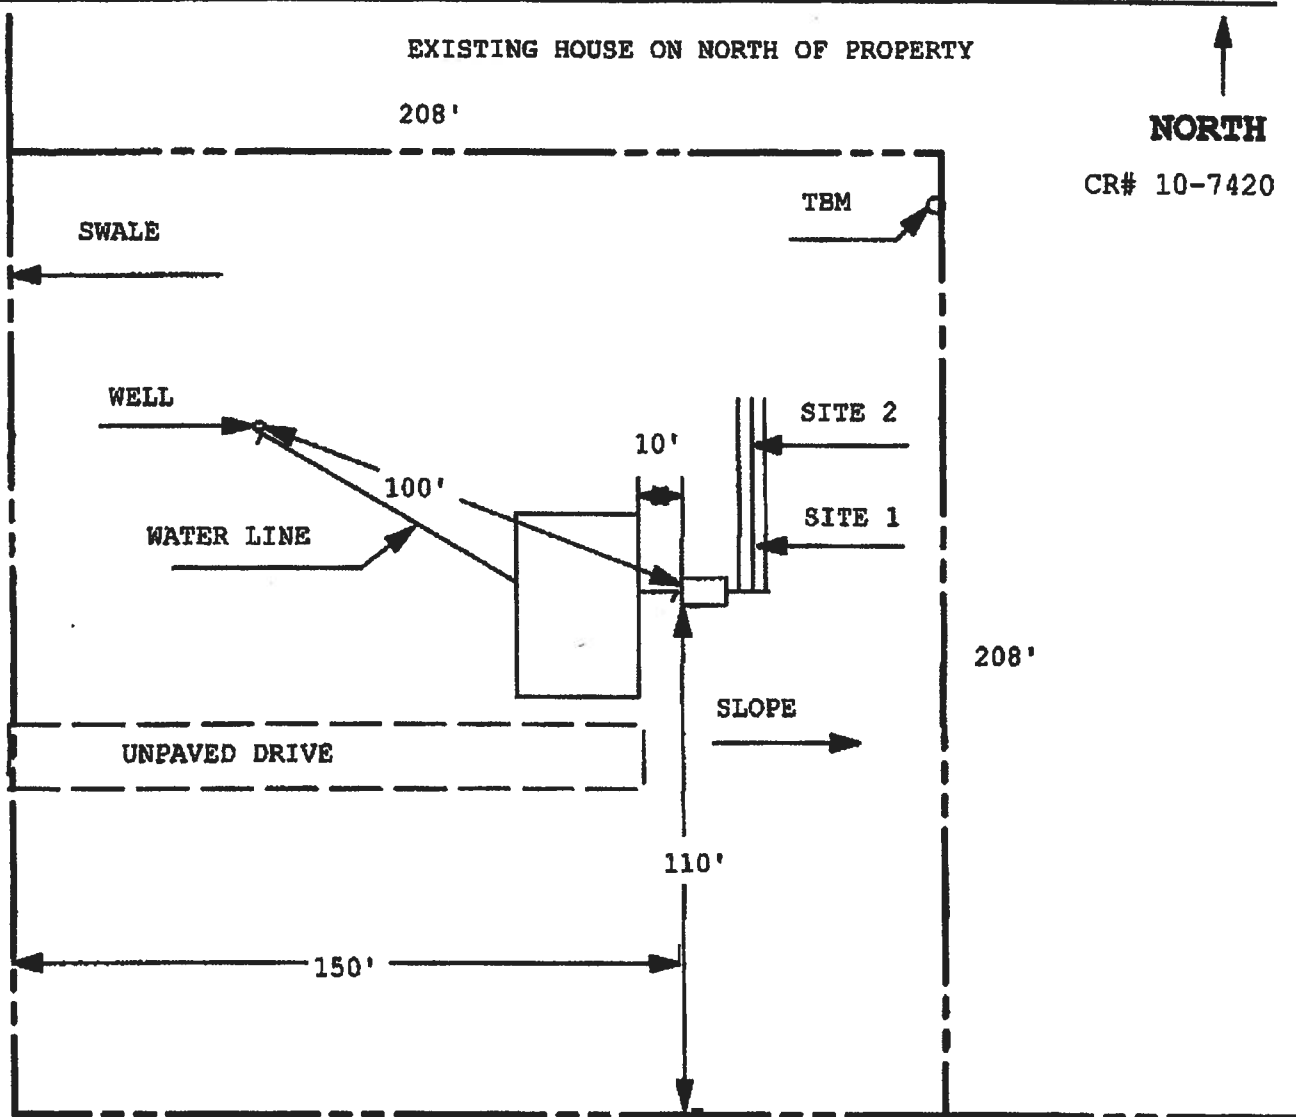 EXISTING HOUSE ON NORTH OF PROPERTY
208'
NORTH
CR# 10-7420
TBM
SWALE
WELL
SITE 2
10'
100'
SITE 1
WATER LINE
208'
SLOPE
UNPAVED DRIVE
110'
150'